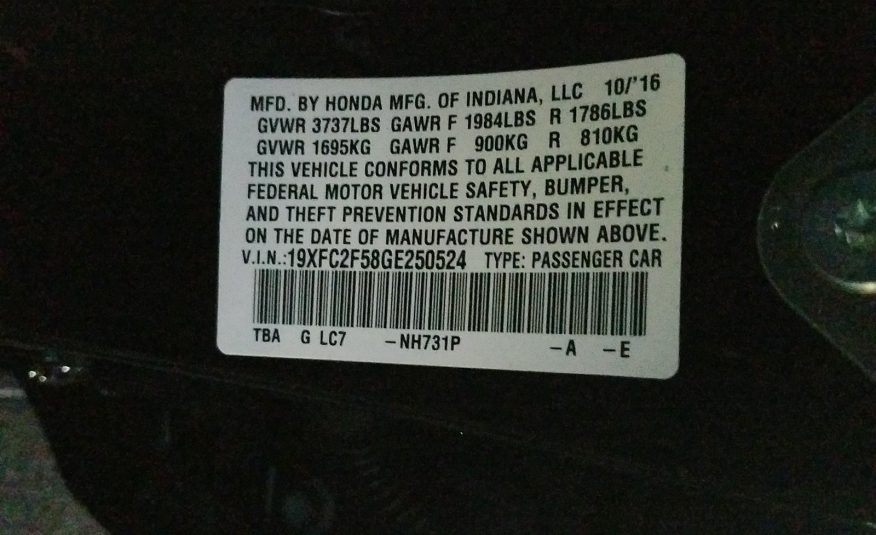 MFD. BY HONDA MFG. OF INDIANA, LLC 10/'16
GVWR 3737LBS GAWR F 1984LBS R 1786LBS
GVWR 1695KG GAWR F 900KG R 810KG
THIS VEHICLE CONFORMS TO ALL APPLICABLE
FEDERAL MOTOR VEHICLE SAFETY, BUMPER,
AND THEFT PREVENTION STANDARDS IN EFFECT
ON THE DATE OF MANUFACTURE SHOWN ABOVE.
V.I.N.:19XFC2F58GE250524 TYPE: PASSENGER CAR
TBA G LC7 -NH731P -A -E